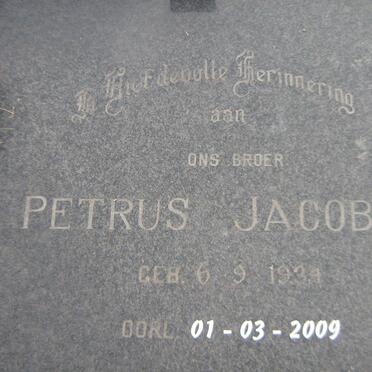 In Liefdevolle Herinnering
aan
ONS BROER
PETRUS JACOB
GEB. 6. 9. 1934
OORL. 01 - 03 - 2009